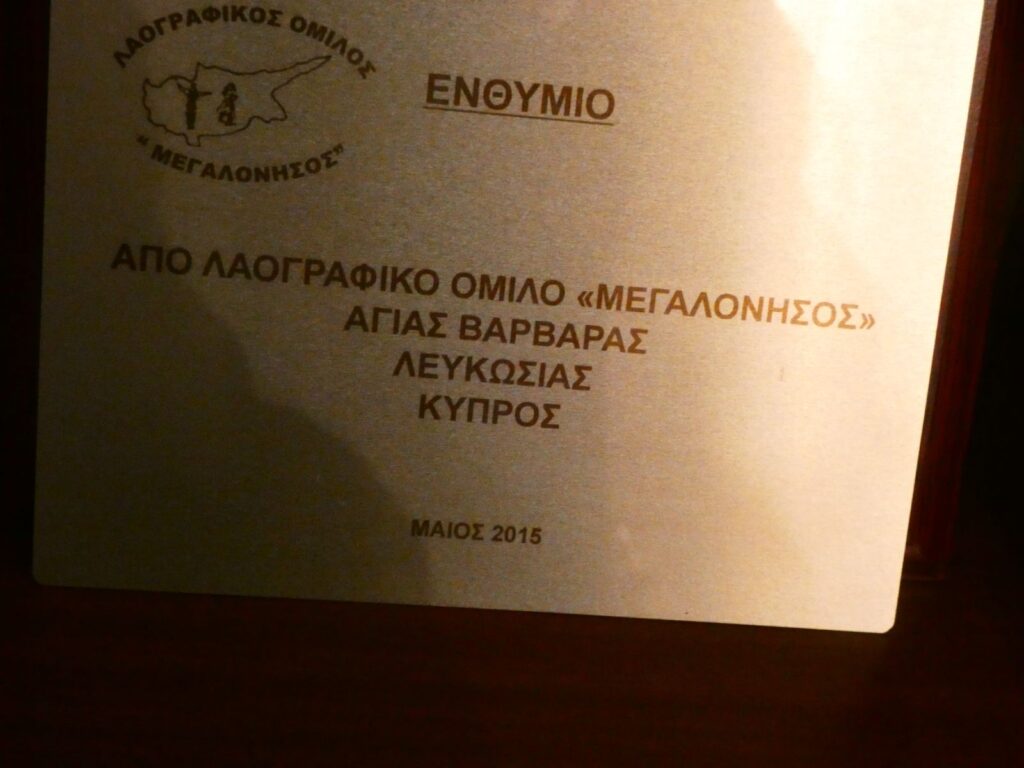 ΛΑΟΓΡΑΦΙΚΟΣ ΟΜΙΛΟΣ
"ΜΕΓΑΛΟΝΗΣΟΣ"
ΕΝΘΥΜΙΟ
ΑΠΟ ΛΑΟΓΡΑΦΙΚΟ ΟΜΙΛΟ «ΜΕΓΑΛΟΝΗΣΟΣ»
ΑΓΙΑΣ ΒΑΡΒΑΡΑΣ
ΛΕΥΚΩΣΙΑΣ
ΚΥΠΡΟΣ
ΜΑΙΟΣ 2015